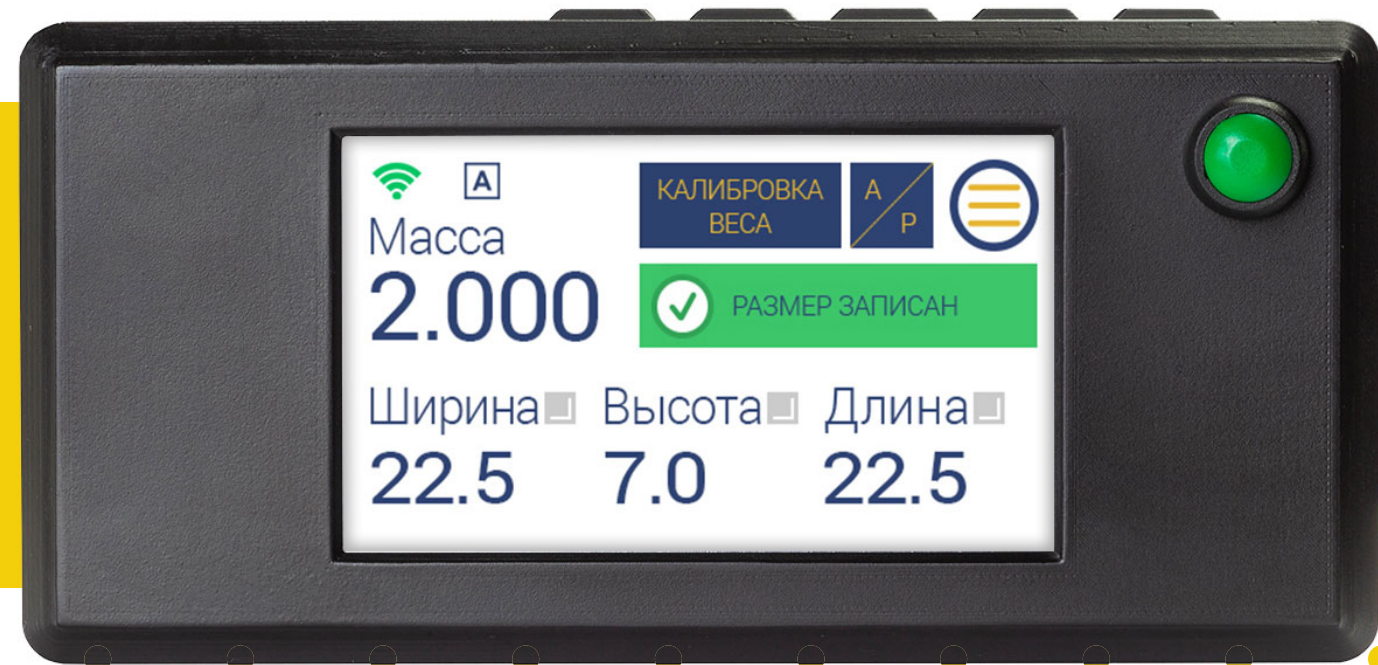 A
КАЛИБРОВКА
ВЕСА
A
P
Масса
2.000
РАЗМЕР ЗАПИСАН
Ширина Высота Длина
22.5 7.0 22.5